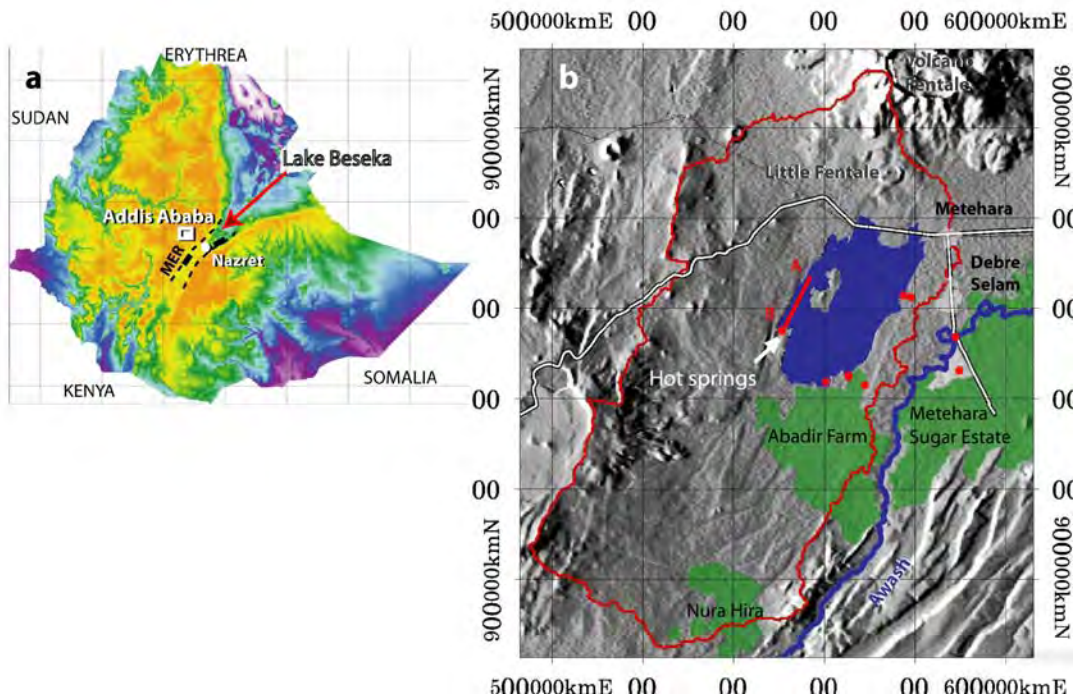 a
ERYTHREA
SUDAN
Lake Beseka
Addis Ababa
MER
Nazret
KENYA
SOMALIA
500000kmE 00 00 00 600000kmE
b
Volcano
Fentale
900000kmN
900000kmN
Little Fentale
00
Metehara
00
A
Debre
Selam
00
B
00
Hot springs
00
00
Abadir Farm
Metehara
Sugar Estate
00
00
900000kmN
Awash
900000kmN
Nura Hira
500000kmE 00 00 00 600000kmE